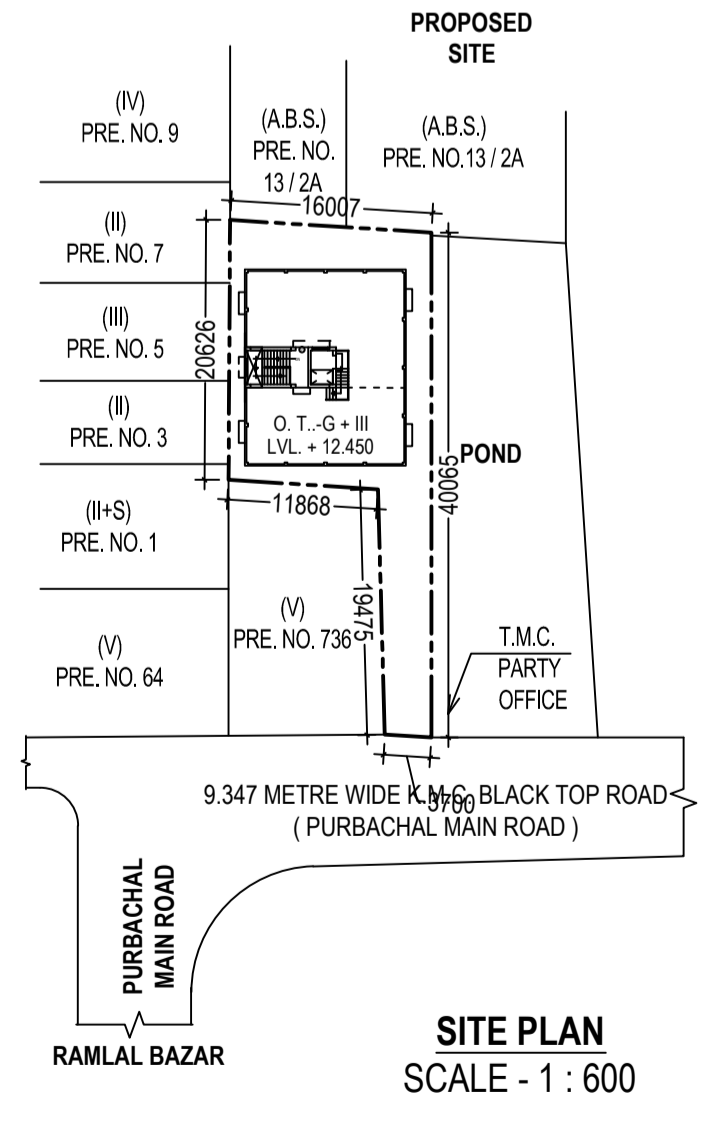 PROPOSED
SITE
(IV)
PRE. NO. 9
(A.B.S.)
PRE. NO.
13 / 2A
(A.B.S.)
PRE. NO.13 / 2A
16007
(II)
PRE. NO. 7
(III)
PRE. NO. 5
20626
(II)
PRE. NO. 3
O. T..-G + III
LVL. + 12.450
POND
40065
11868
(II+S)
PRE. NO. 1
19475
(V)
PRE. NO. 736
(V)
PRE. NO. 64
T.M.C.
PARTY
OFFICE
9.347 METRE WIDE K.M.C. BLACK TOP ROAD
3700
( PURBACHAL MAIN ROAD )
PURBACHAL
MAIN ROAD
RAMLAL BAZAR
SITE PLAN
SCALE - 1 : 600